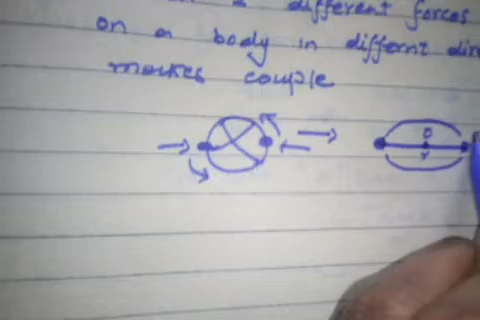 different forces
on a body in differnt
makes couple